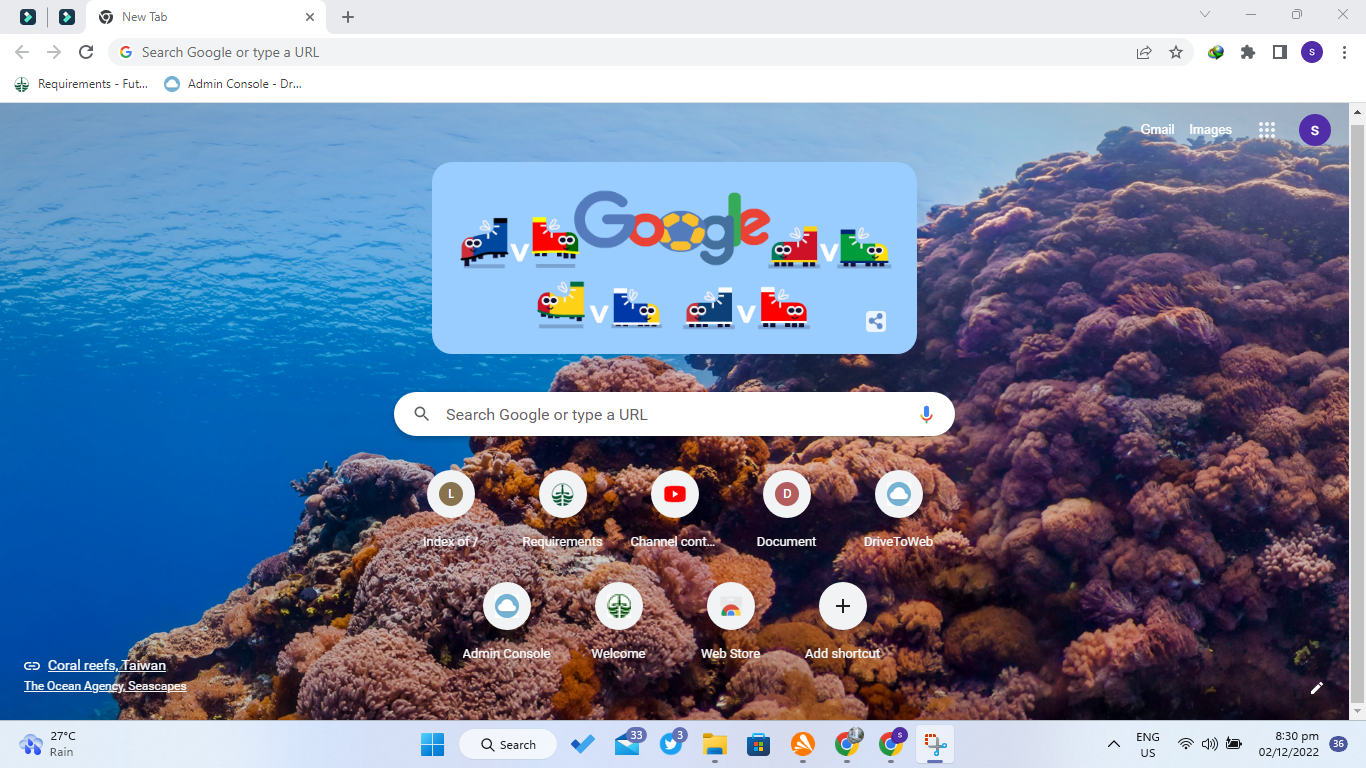 New Tab
Search Google or type a URL
S
Requirements - Fut...
Admin Console - Dr...
Gmail Images
S
Google
V V
V V
Search Google or type a URL
L D
Index of / Requirements Channel cont... Document DriveToWeb
Admin Console Welcome Web Store Add shortcut
Coral reefs, Taiwan
The Ocean Agency, Seascapes
27°C
Rain
Search
33
3
S
ENG
US
8:30 pm
02/12/2022
36